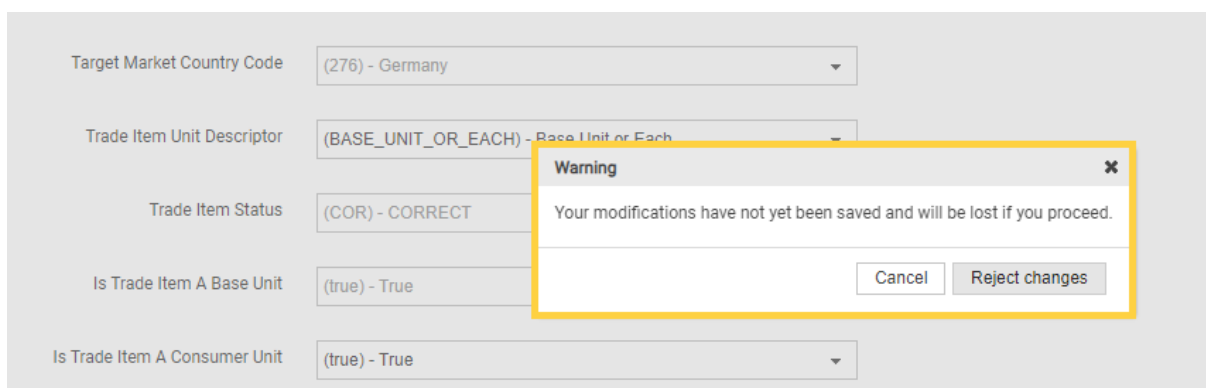 Target Market Country Code (276) - Germany
Trade Item Unit Descriptor (BASE_UNIT_OR_EACH) - Base Unit or Each
Warning
Your modifications have not yet been saved and will be lost if you proceed.
Trade Item Status (COR) - CORRECT
Cancel Reject changes
Is Trade Item A Base Unit (true) - True
Is Trade Item A Consumer Unit (true) - True